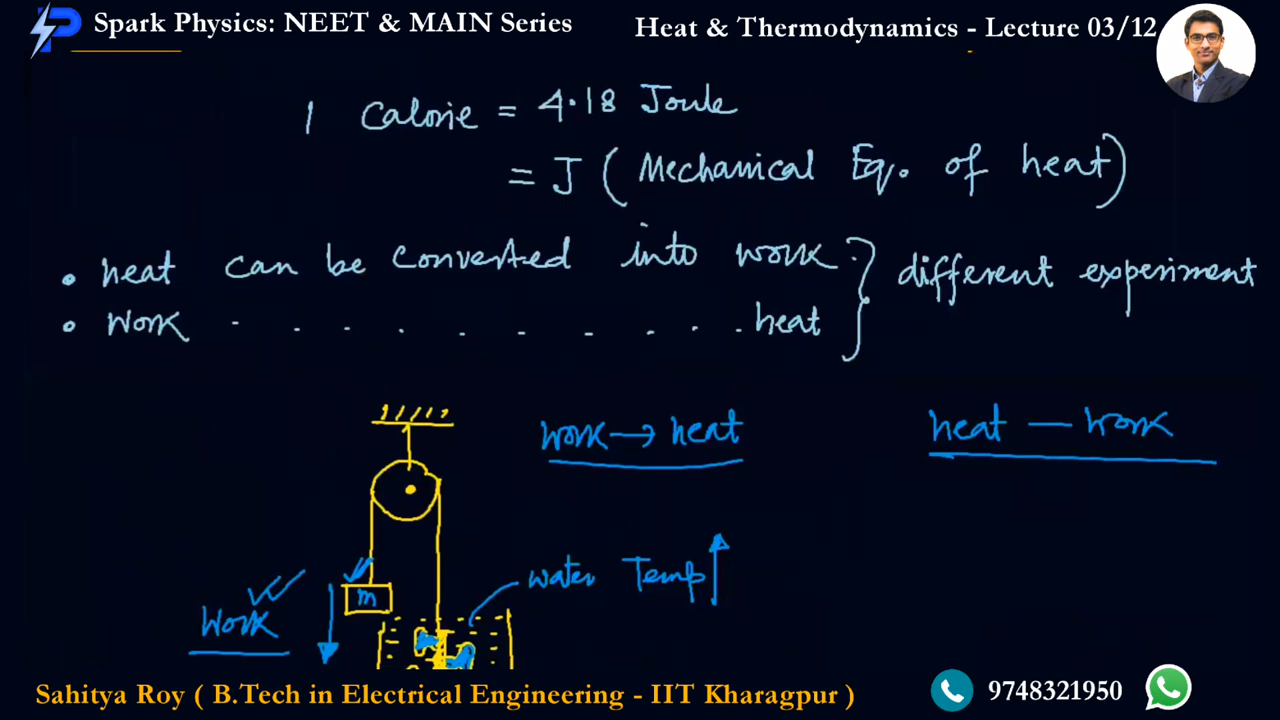 Spark Physics: NEET & MAIN Series
Heat & Thermodynamics - Lecture 03/12
1 Calorie = 4.18 Joule
= J (Mechanical Eq. of heat)
• heat can be converted into work.
• Work . . . . . . . . . . heat
different experiment
work → heat
heat — work
m
water Temp ↑
Work
Sahitya Roy ( B.Tech in Electrical Engineering - IIT Kharagpur )
9748321950